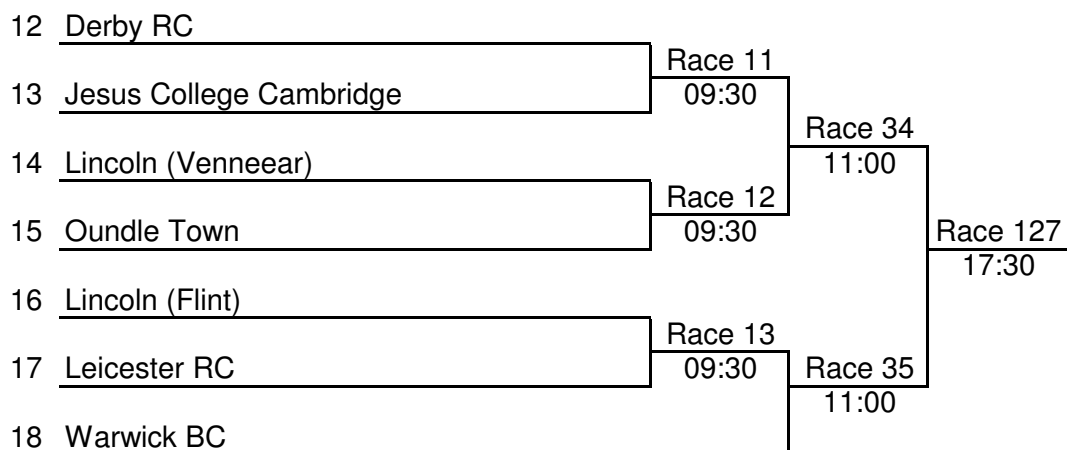 12 Derby RC
Race 11
13 Jesus College Cambridge
09:30
Race 34
14 Lincoln (Venneear)
11:00
Race 12
15 Oundle Town
09:30
Race 127
17:30
16 Lincoln (Flint)
Race 13
17 Leicester RC
09:30
Race 35
11:00
18 Warwick BC